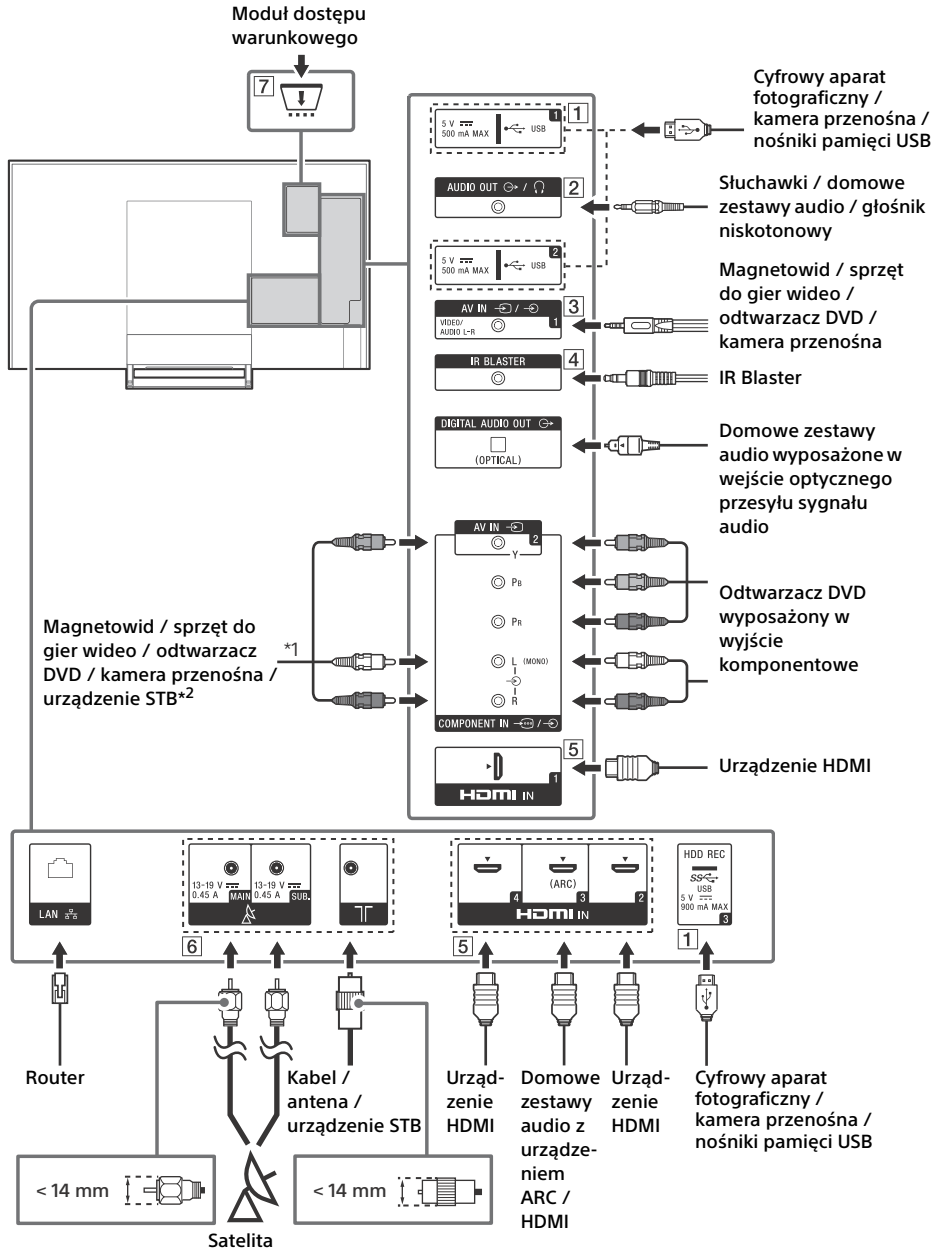 Moduł dostępu
warunkowego
7
5 V
500 mA MAX
USB
1
1
Cyfrowy aparat
fotograficzny /
kamera przenośna /
nośniki pamięci USB
AUDIO OUT / 
2
Słuchawki / domowe
zestawy audio / głośnik
niskotonowy
5 V
500 mA MAX
USB
2
AV IN /
VIDEO/
AUDIO L-R
1
3
Magnetowid / sprzęt
do gier wideo /
odtwarzacz DVD /
kamera przenośna
IR BLASTER
4
IR Blaster
DIGITAL AUDIO OUT
(OPTICAL)
Domowe zestawy
audio wyposażone w
wejście optycznego
przesyłu sygnału
audio
AV IN
2
Y
PB
PR
L (MONO)
R
COMPONENT IN /
Magnetowid / sprzęt do
gier wideo / odtwarzacz
DVD / kamera przenośna /
urządzenie STB*2
*1
Odtwarzacz DVD
wyposażony w
wyjście
komponentowe
5
1
HDMI IN
Urządzenie HDMI
LAN
13-19 V
0.45 A
MAIN
13-19 V
0.45 A
SUB.
6
4
(ARC)
3
2
HDMI IN
5
HDD REC
SS
USB
5 V
900 mA MAX
3
1
Router
Kabel /
antena /
urządzenie STB
Urząd-
zenie
HDMI
Domowe
zestawy
audio z
urządze-
niem
ARC /
HDMI
Urząd-
zenie
HDMI
Cyfrowy aparat
fotograficzny /
kamera przenośna /
nośniki pamięci USB
< 14 mm
Satelita
< 14 mm